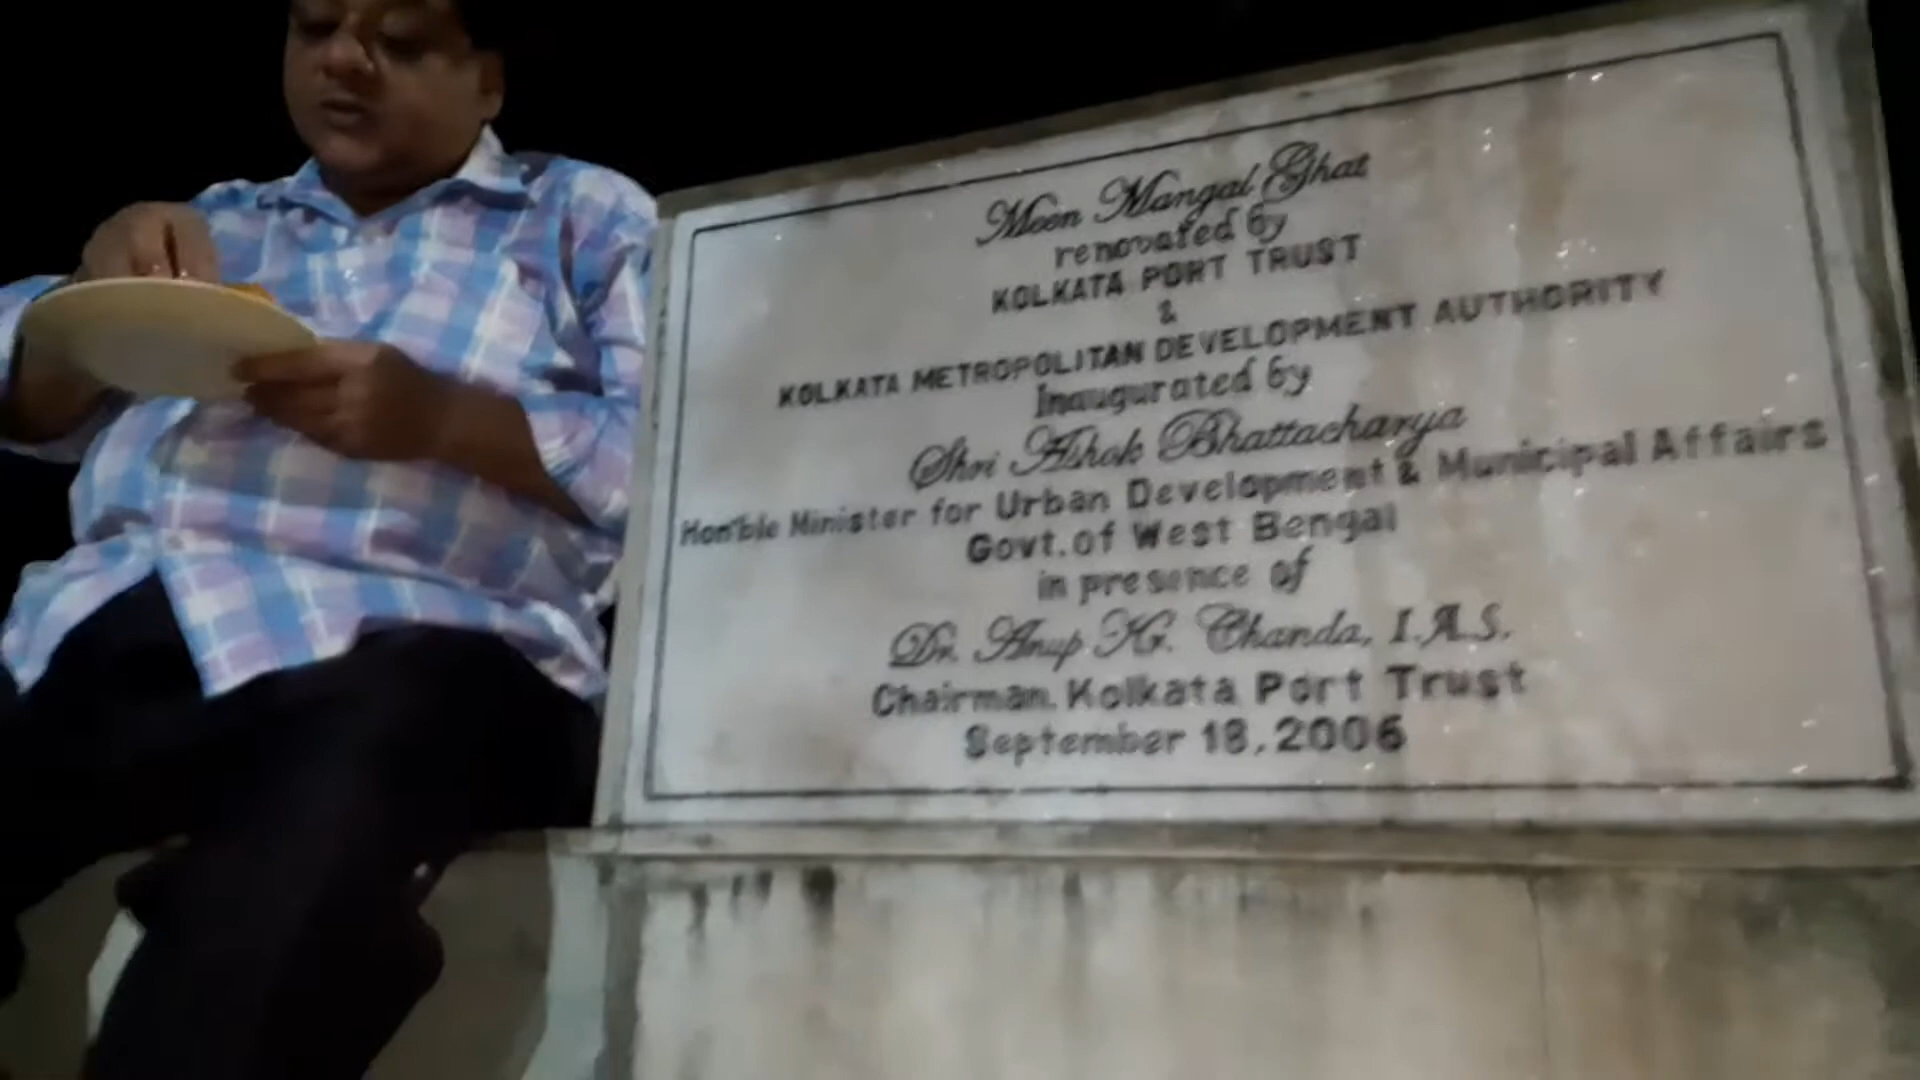 Meen Mangal Ghat
renovated by
KOLKATA PORT TRUST
&
KOLKATA METROPOLITAN DEVELOPMENT AUTHORITY
Inaugurated by
Shri Ashok Bhattacharya
Hon'ble Minister for Urban Development & Municipal Affairs
Govt. of West Bengal
in presence of
Dr. Anup Kr. Chanda, I.A.S.
Chairman, Kolkata Port Trust
September 18, 2006